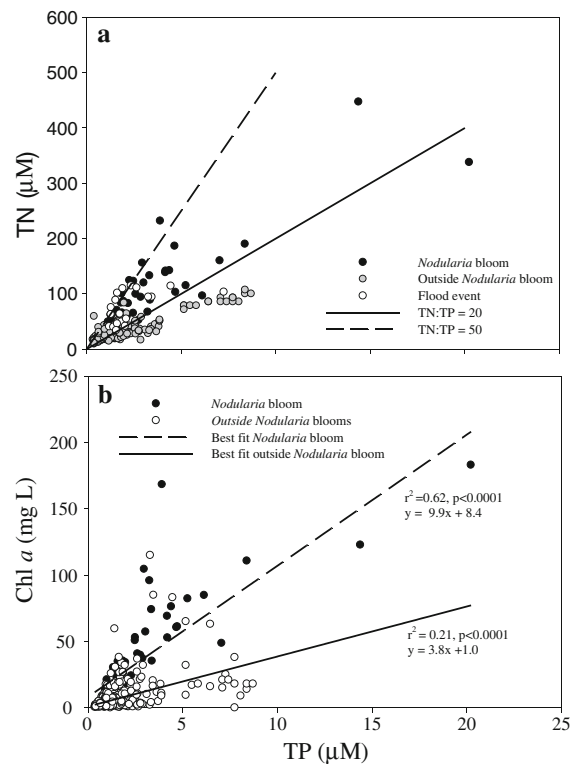 600
a
500
400
300
200
100
0
TN (µM)
Nodularia bloom
Outside Nodularia bloom
Flood event
TN:TP = 20
TN:TP = 50
250
b
200
150
100
50
0
Chl a (mg L)
Nodularia bloom
Outside Nodularia blooms
Best fit Nodularia bloom
Best fit outside Nodularia bloom
r2 =0.62, p<0.0001
y = 9.9x + 8.4
r2 = 0.21, p<0.0001
y = 3.8x +1.0
0 5 10 15 20 25
TP (µM)